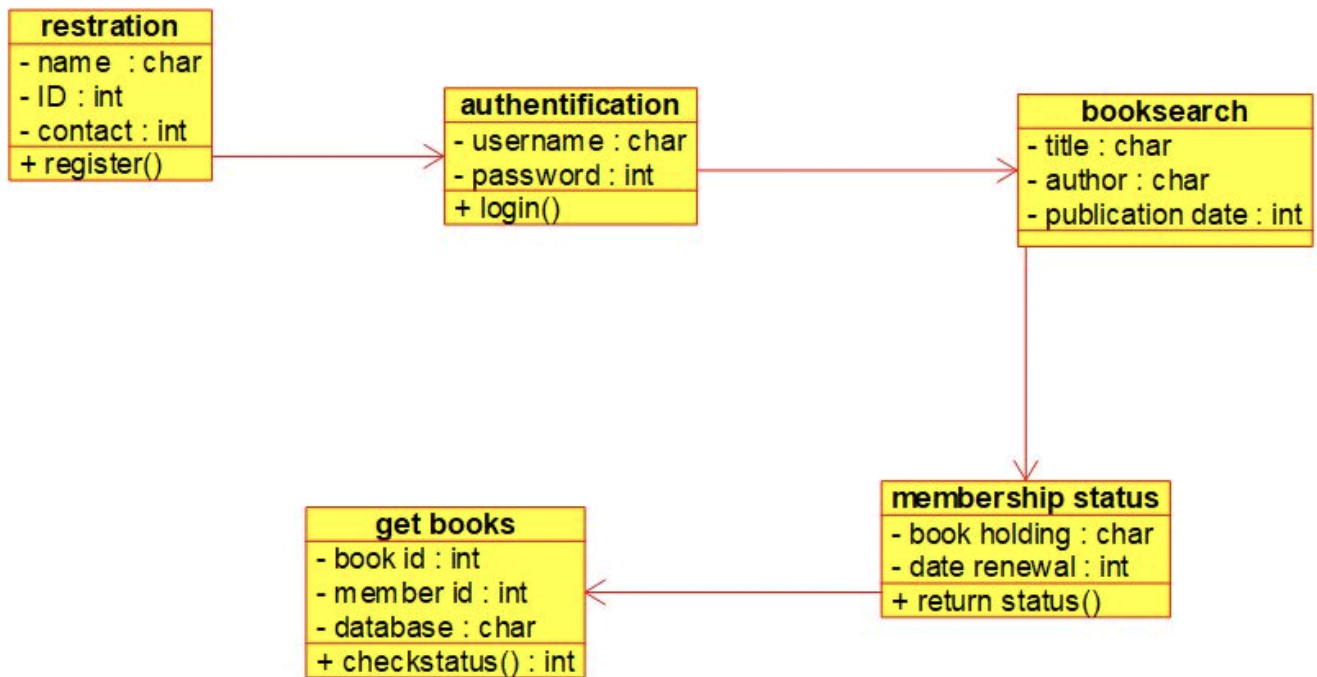 restration
- name : char
- ID : int
- contact : int
+ register()
authentification
- username : char
- password : int
+ login()
booksearch
- title : char
- author : char
- publication date : int
membership status
- book holding : char
- date renewal : int
+ return status()
get books
- book id : int
- member id : int
- database : char
+ checkstatus() : int